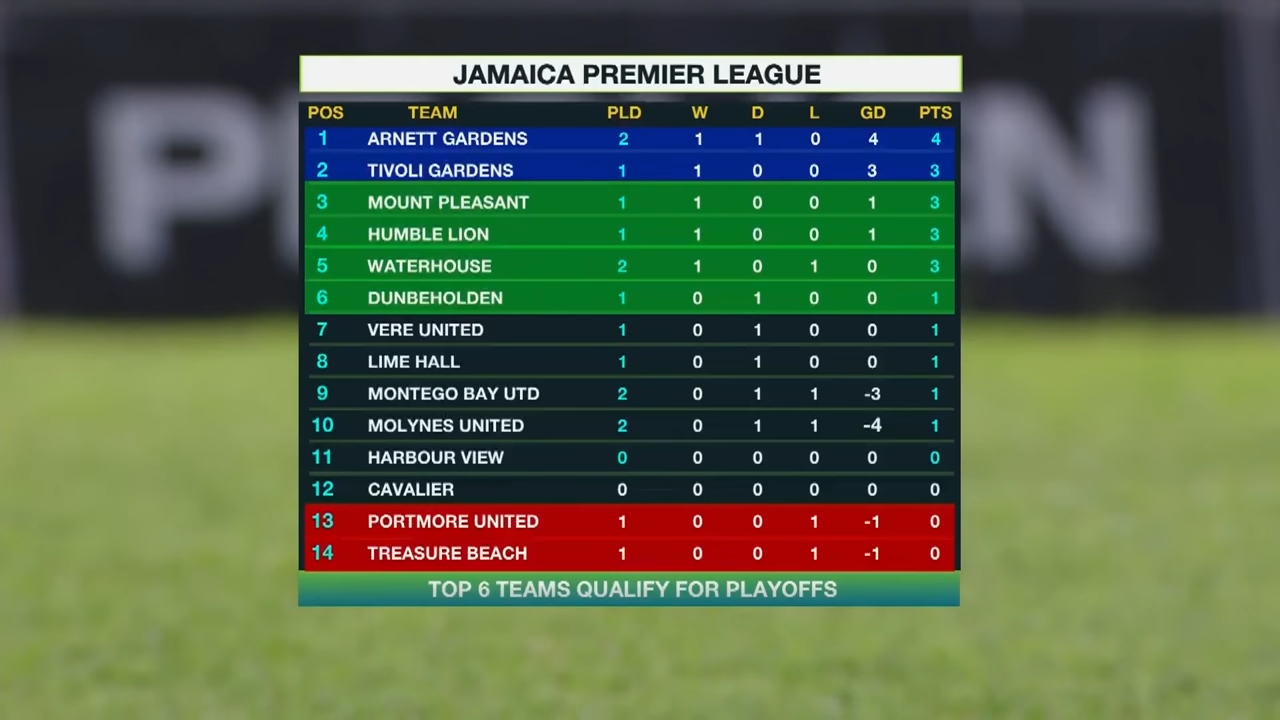 JAMAICA PREMIER LEAGUE
POS TEAM PLD W D L GD PTS
1 ARNETT GARDENS 2 1 1 0 4 4
2 TIVOLI GARDENS 1 1 0 0 3 3
3 MOUNT PLEASANT 1 1 0 0 1 3
4 HUMBLE LION 1 1 0 0 1 3
5 WATERHOUSE 2 1 0 1 0 3
6 DUNBEHOLDEN 1 0 1 0 0 1
7 VERE UNITED 1 0 1 0 0 1
8 LIME HALL 1 0 1 0 0 1
9 MONTEGO BAY UTD 2 0 1 1 -3 1
10 MOLYNES UNITED 2 0 1 1 -4 1
11 HARBOUR VIEW 0 0 0 0 0 0
12 CAVALIER 0 0 0 0 0 0
13 PORTMORE UNITED 1 0 0 1 -1 0
14 TREASURE BEACH 1 0 0 1 -1 0
TOP 6 TEAMS QUALIFY FOR PLAYOFFS